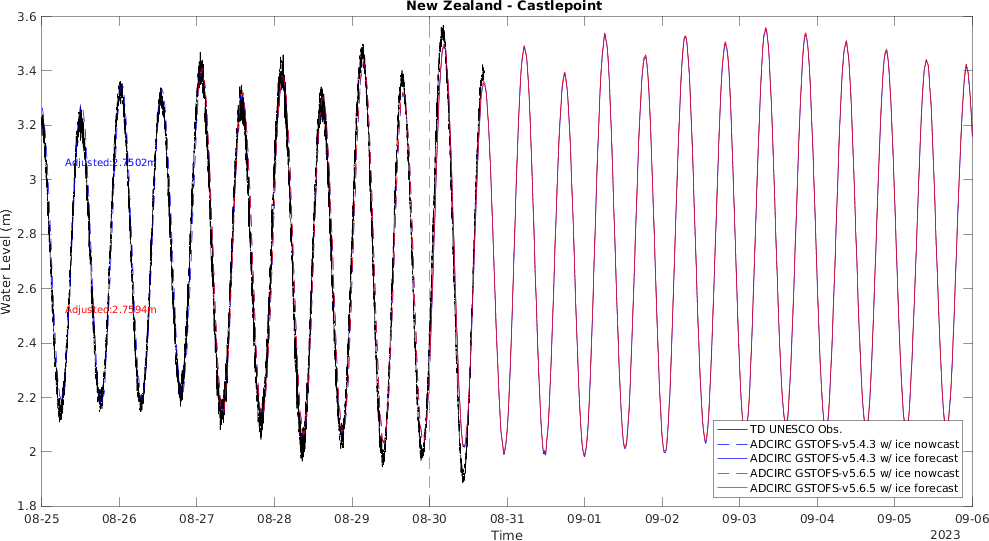 New Zealand - Castlepoint
3.6
3.4
3.2
3
2.8
2.6
2.4
2.2
2
1.8
Water Level (m)
Adjusted:2.7502m
Adjusted:2.7594m
TD UNESCO Obs.
ADCIRC GSTOFS-v5.4.3 w/ ice nowcast
ADCIRC GSTOFS-v5.4.3 w/ ice forecast
ADCIRC GSTOFS-v5.6.5 w/ ice nowcast
ADCIRC GSTOFS-v5.6.5 w/ ice forecast
08-25 08-26 08-27 08-28 08-29 08-30 08-31 09-01 09-02 09-03 09-04 09-05 09-06
Time
2023